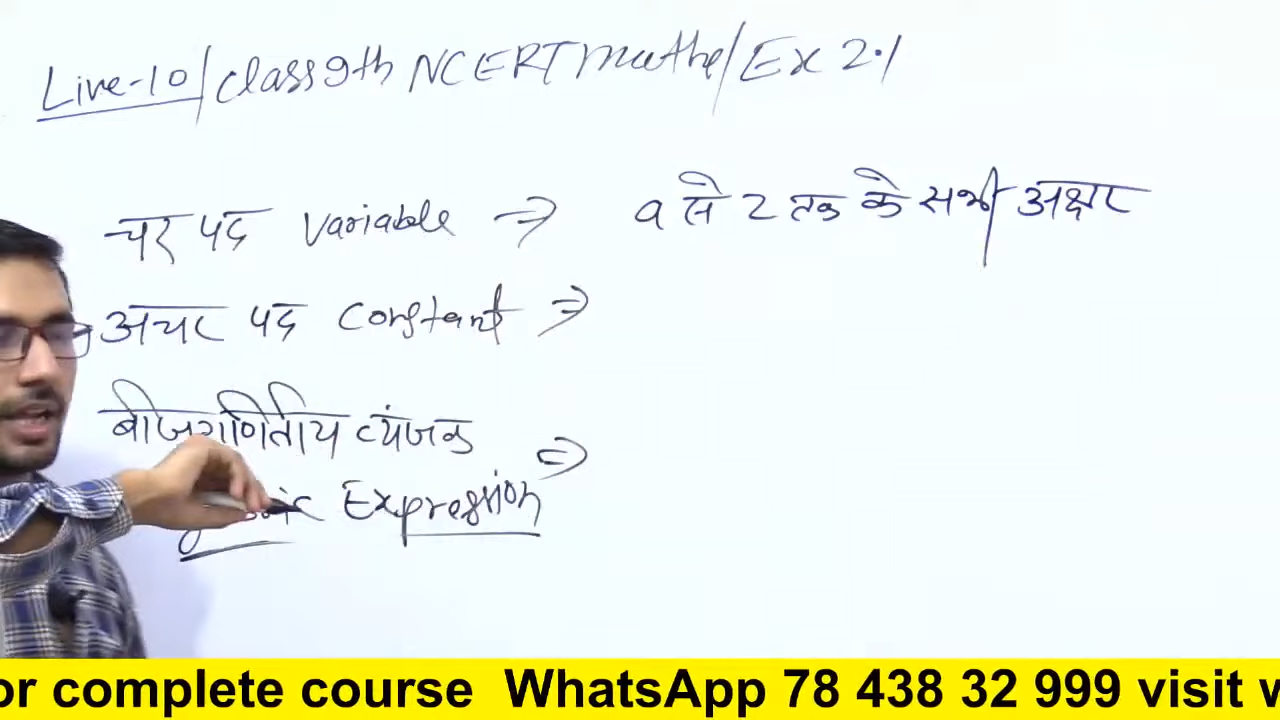 Live-10/class 9th NCERT maths/Ex 2.1
चर पद variable ⇒ a से z तक के सभी अक्षर
अचर पद constant ⇒
बीजगणितीय व्यंजक ⇒
Expression
or complete course WhatsApp 78 438 32 999 visit